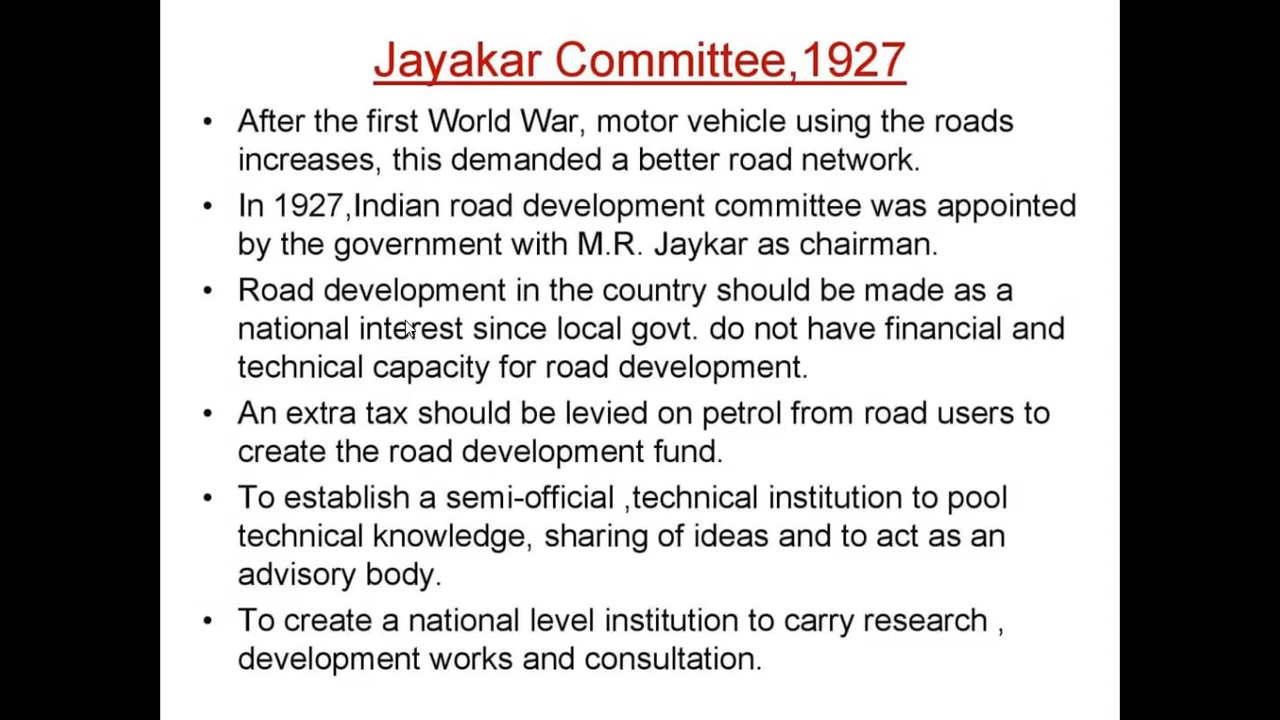 Jayakar Committee,1927
• After the first World War, motor vehicle using the roads
increases, this demanded a better road network.
• In 1927,Indian road development committee was appointed
by the government with M.R. Jaykar as chairman.
• Road development in the country should be made as a
national interest since local govt. do not have financial and
technical capacity for road development.
• An extra tax should be levied on petrol from road users to
create the road development fund.
• To establish a semi-official ,technical institution to pool
technical knowledge, sharing of ideas and to act as an
advisory body.
• To create a national level institution to carry research ,
development works and consultation.